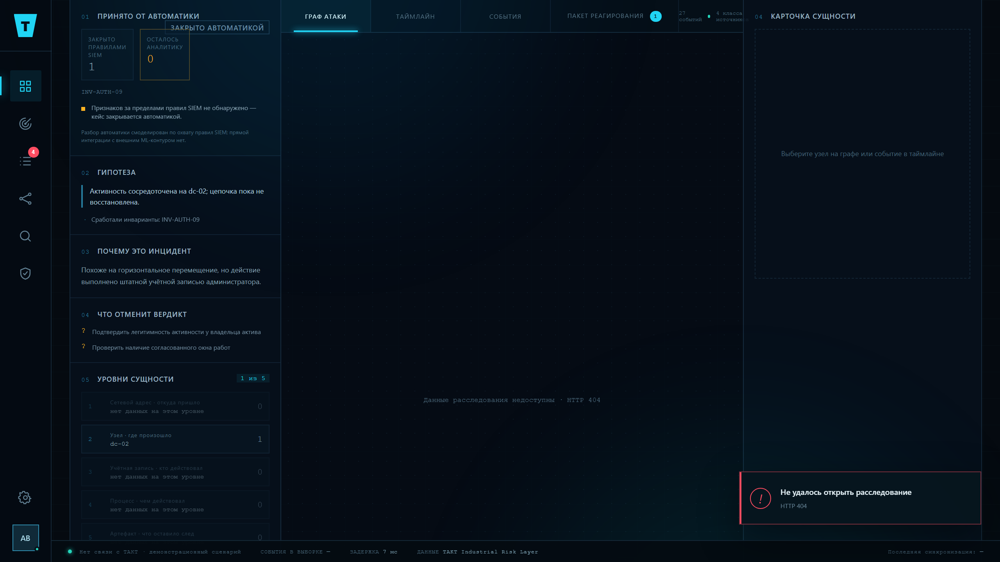 T
4
AB
01 ПРИНЯТО ОТ АВТОМАТИКИ
ЗАКРЫТО АВТОМАТИКОЙ
ЗАКРЫТО
ПРАВИЛАМИ
SIEM
1
ОСТАЛОСЬ
АНАЛИТИКУ
0
INV-AUTH-09
Признаков за пределами правил SIEM не обнаружено —
кейс закрывается автоматикой.
Разбор автоматики смоделирован по охвату правил SIEM; прямой
интеграции с внешним ML-контуром нет.
02 ГИПОТЕЗА
Активность сосредоточена на dc-02; цепочка пока не
восстановлена.
· Сработали инварианты: INV-AUTH-09
03 ПОЧЕМУ ЭТО ИНЦИДЕНТ
Похоже на горизонтальное перемещение, но действие
выполнено штатной учётной записью администратора.
04 ЧТО ОТМЕНИТ ВЕРДИКТ
? Подтвердить легитимность активности у владельца актива
? Проверить наличие согласованного окна работ
05 УРОВНИ СУЩНОСТИ 1 из 5
1 Сетевой адрес · откуда пришло 0
нет данных на этом уровне
2 Узел · где произошло 1
dc-02
3 Учётная запись · кто действовал 0
нет данных на этом уровне
4 Процесс · чем действовал 0
нет данных на этом уровне
5 Артефакт · что оставило след 0
ГРАФ АТАКИ ТАЙМЛАЙН СОБЫТИЯ ПАКЕТ РЕАГИРОВАНИЯ 1
27
событий
4 класса
источников
Данные расследования недоступны · HTTP 404
04 КАРТОЧКА СУЩНОСТИ
Выберите узел на графе или событие в таймлайне
! Не удалось открыть расследование
HTTP 404
Нет связи с ТАКТ · демонстрационный сценарий СОБЫТИЯ В ВЫБОРКЕ — ЗАДЕРЖКА 7 мс ДАННЫЕ ТАКТ Industrial Risk Layer Последняя синхронизация: —